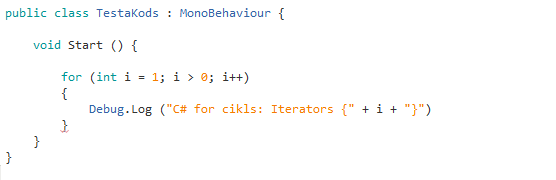 public class TestaKods : MonoBehaviour {
void Start () {
for (int i = 1; i > 0; i++)
{
Debug.Log ("C# for cikls: Iterators {" + i + "}")
}
}
}